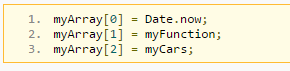 1. myArray[0] = Date.now;
2. myArray[1] = myFunction;
3. myArray[2] = myCars;